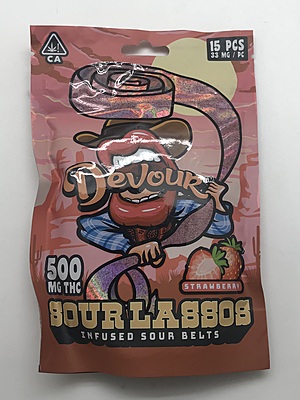 15 PCS
33 MG / PC
CA
Devour
500
MG THC
STRAWBERRY
SOUR LASSOS
INFUSED SOUR BELTS